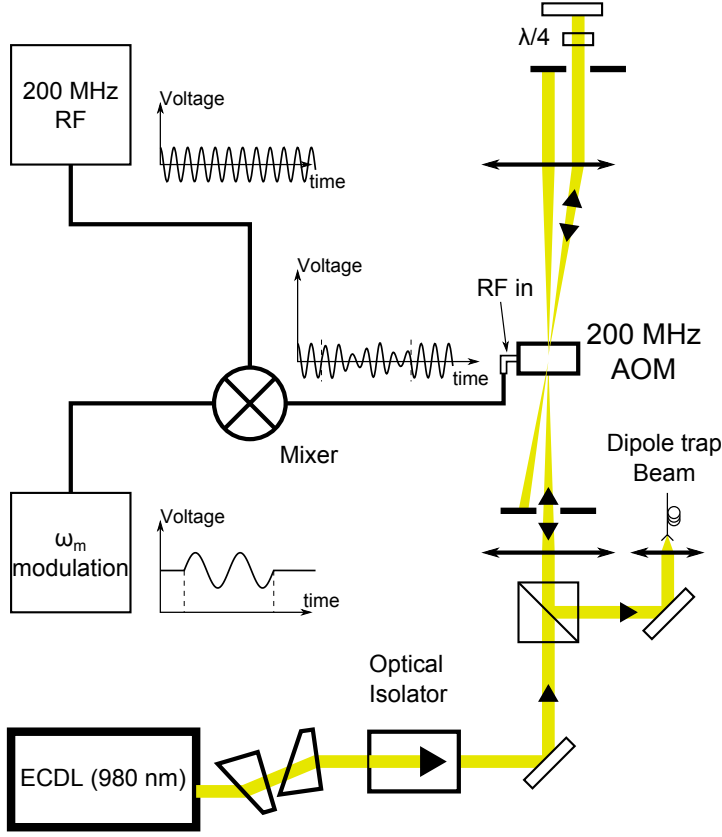 λ/4
200 MHz
RF
Voltage
time
Voltage
time
RF in
200 MHz
AOM
Mixer
Dipole trap
Beam
ωm
modulation
Voltage
time
Optical
Isolator
ECDL (980 nm)